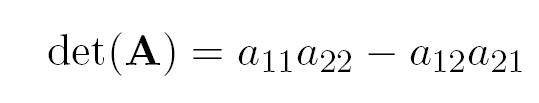 det(𝐀) = a₁₁a₂₂ − a₁₂a₂₁